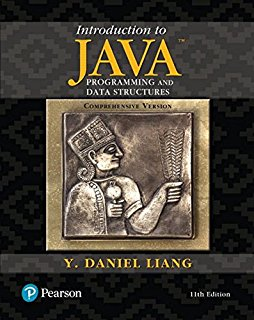 Introduction to
JAVA™
PROGRAMMING AND
DATA STRUCTURES
COMPREHENSIVE VERSION
Y. DANIEL LIANG
Pearson
11th Edition